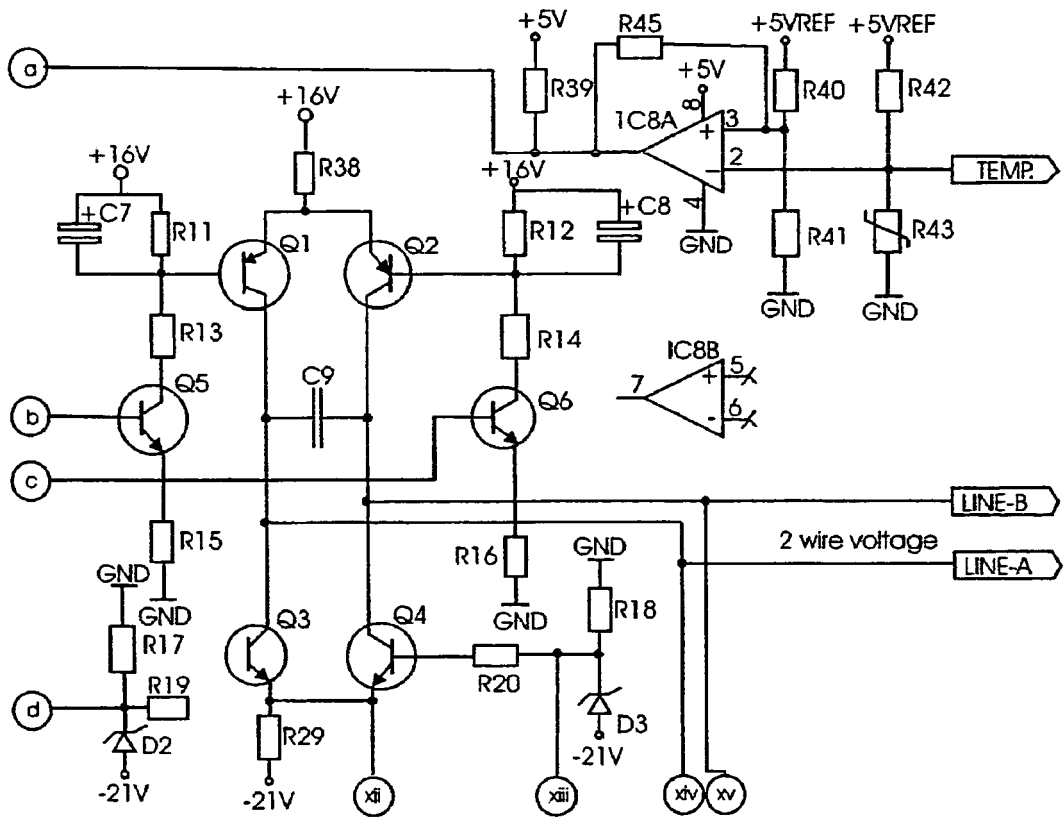 +5V
R45
+5VREF
+5VREF
a
R39
+5V
R40
R42
+16V
8
1C8A
+
3
+16V
R38
+16V
2
TEMP.
-
+C7
R11
R12
+C8
4
R41
R43
Q1
Q2
GND
GND
GND
R13
R14
IC8B
C9
7
+
5
Q5
Q6
-
6
b
c
LINE-B
R15
2 wire voltage
R16
GND
LINE-A
GND
GND
Q3
Q4
GND
R18
R17
R19
R20
d
D2
R29
D3
-21V
-21V
-21V
xii
xiii
xiv
xv